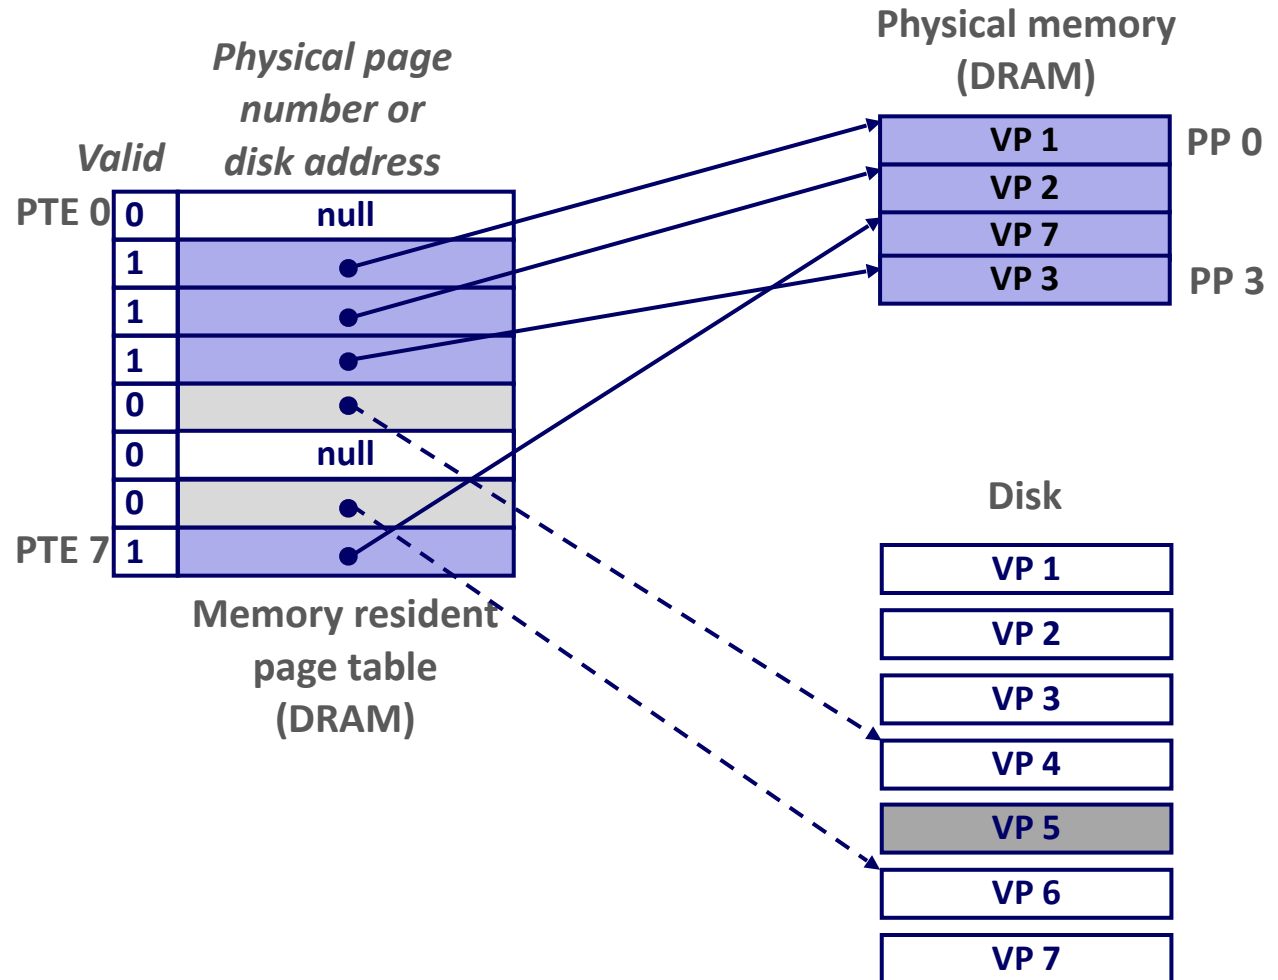 Physical page
number or
disk address
Valid
PTE 0
0
null
1
1
1
0
0
null
0
PTE 7
1
Memory resident
page table
(DRAM)
Physical memory
(DRAM)
VP 1
PP 0
VP 2
VP 7
VP 3
PP 3
Disk
VP 1
VP 2
VP 3
VP 4
VP 5
VP 6
VP 7